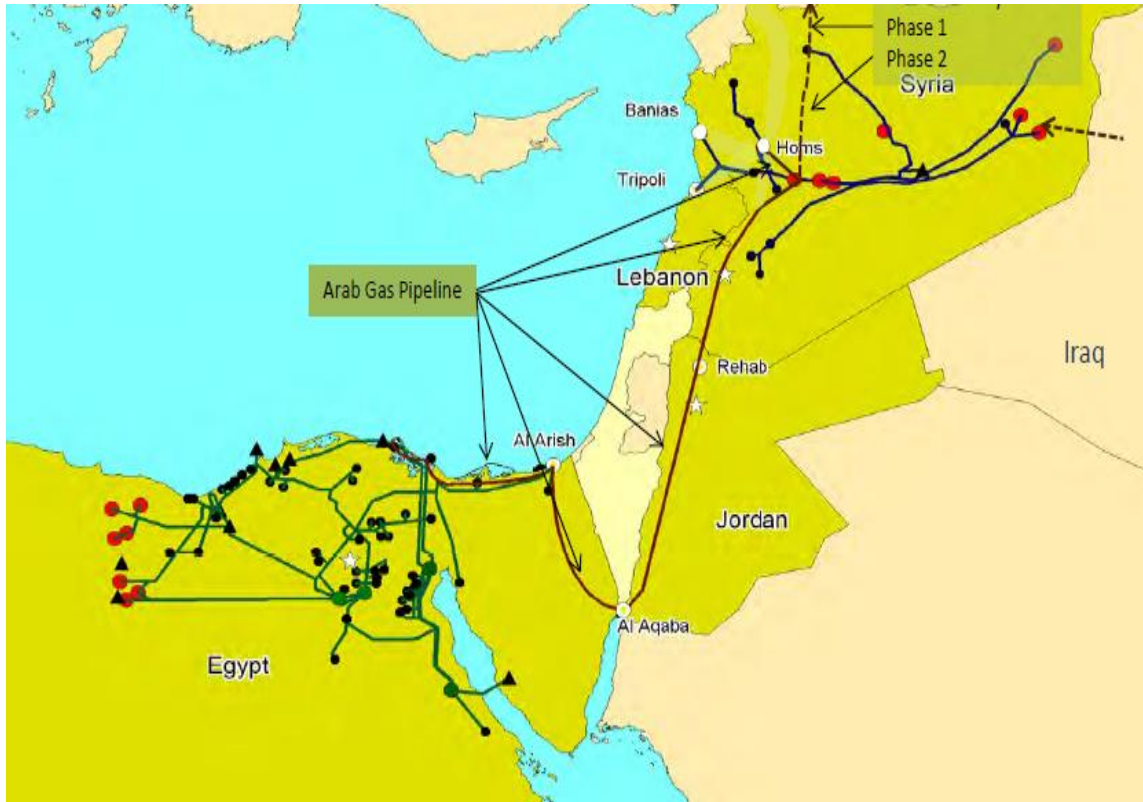 Phase 1
Phase 2
Syria
Banias
Homs
Tripoli
Arab Gas Pipeline
Lebanon
Iraq
Rehab
Al Arish
Jordan
Al Aqaba
Egypt